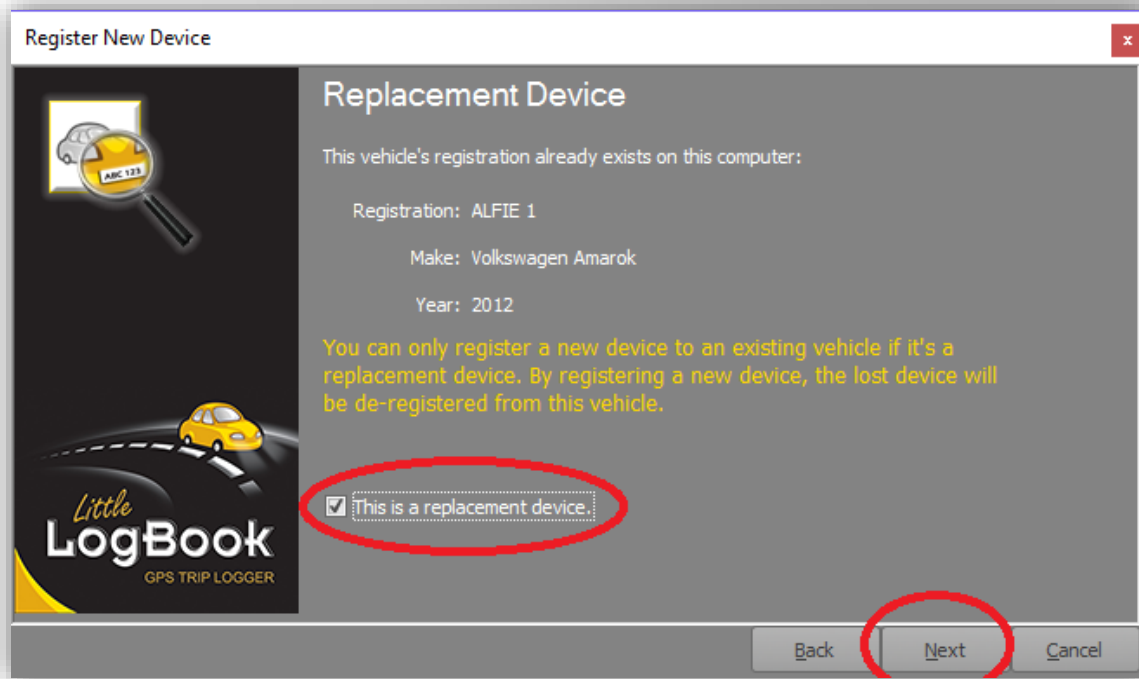 Register New Device
x
ABC 123
Replacement Device
This vehicle's registration already exists on this computer:
Registration: ALFIE 1
Make: Volkswagen Amarok
Year: 2012
You can only register a new device to an existing vehicle if it's a
replacement device. By registering a new device, the lost device will
be de-registered from this vehicle.
This is a replacement device.
Little
LogBook
GPS TRIP LOGGER
Back Next Cancel